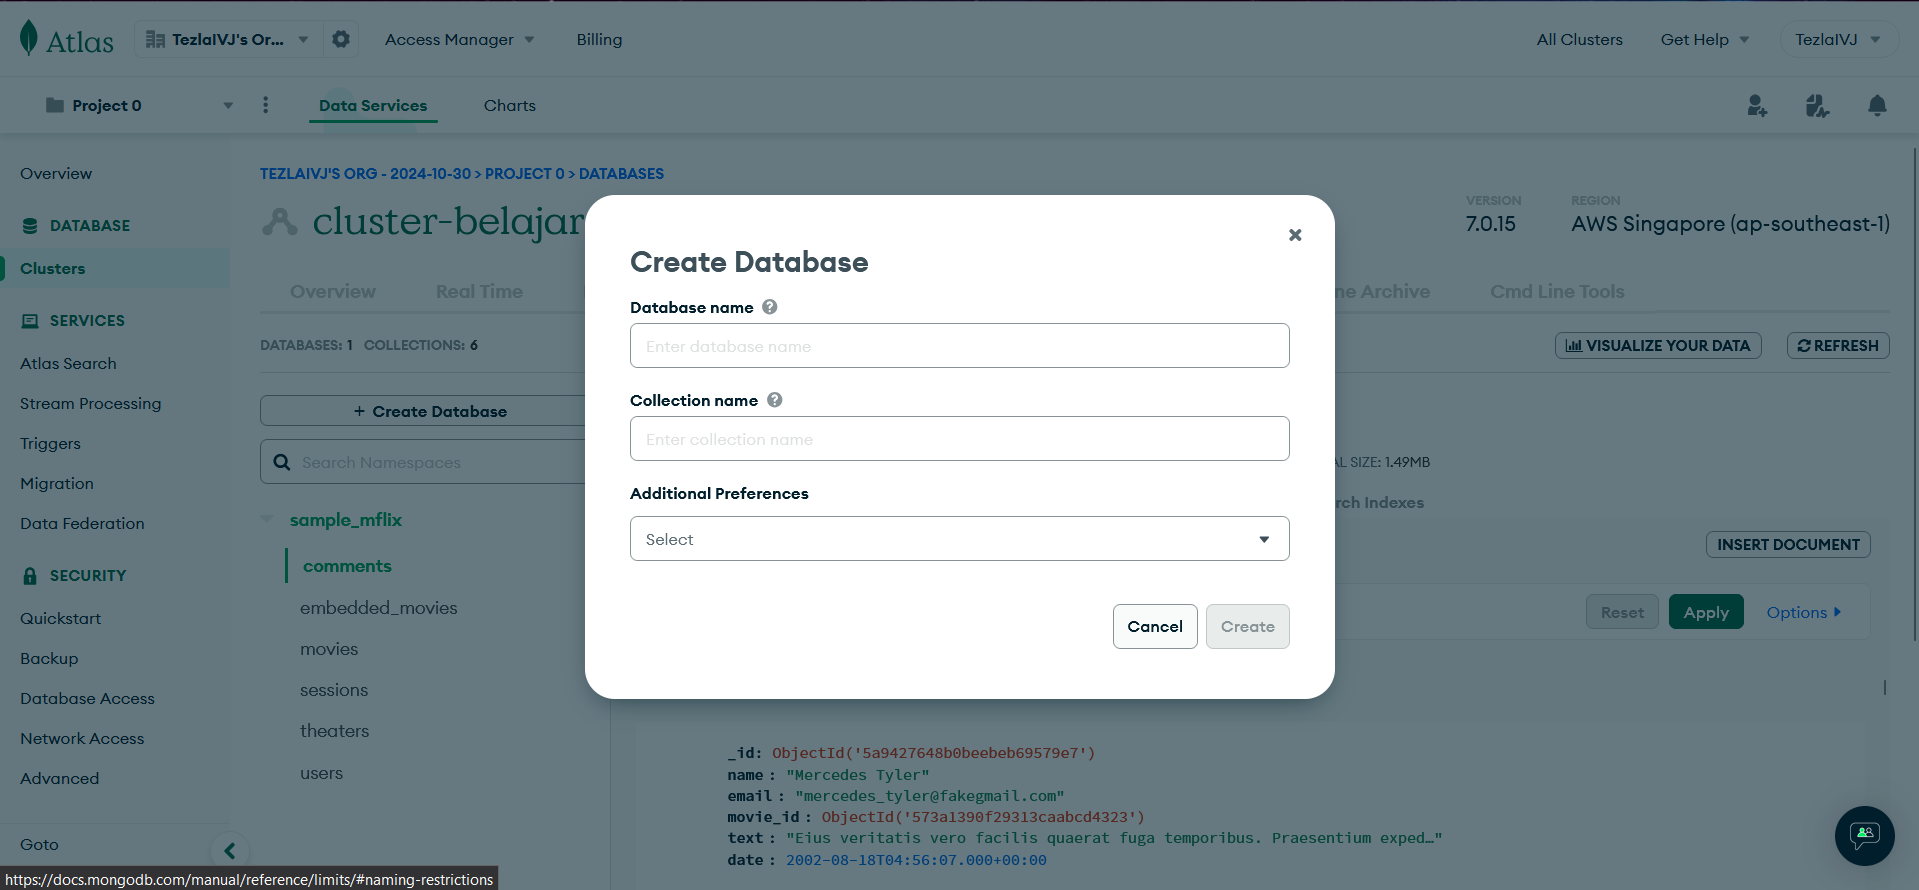 Atlas
TezlaIVJ's Or...
Access Manager
Billing
All Clusters
Get Help
TezlaIVJ
Project 0
Data Services
Charts
Overview
DATABASE
Clusters
SERVICES
Atlas Search
Stream Processing
Triggers
Migration
Data Federation
SECURITY
Quickstart
Backup
Database Access
Network Access
Advanced
Goto
TEZLAIVJ'S ORG - 2024-10-30 > PROJECT 0 > DATABASES
cluster-belajar
VERSION
7.0.15
REGION
AWS Singapore (ap-southeast-1)
Overview
Real Time
ne Archive
Cmd Line Tools
DATABASES: 1 COLLECTIONS: 6
VISUALIZE YOUR DATA
REFRESH
+ Create Database
Search Namespaces
sample_mflix
comments
embedded_movies
movies
sessions
theaters
users
Create Database
Database name
Enter database name
Collection name
Enter collection name
Additional Preferences
Select
Cancel
Create
AL SIZE: 1.49MB
rch Indexes
INSERT DOCUMENT
Reset
Apply
Options
_id: ObjectId('5a9427648b0beebeb69579e7')
name : "Mercedes Tyler"
email : "mercedes_tyler@fakegmail.com"
movie_id : ObjectId('573a1390f29313caabcd4323')
text : "Eius veritatis vero facilis quaerat fuga temporibus. Praesentium exped…"
date : 2002-08-18T04:56:07.000+00:00
https://docs.mongodb.com/manual/reference/limits/#naming-restrictions